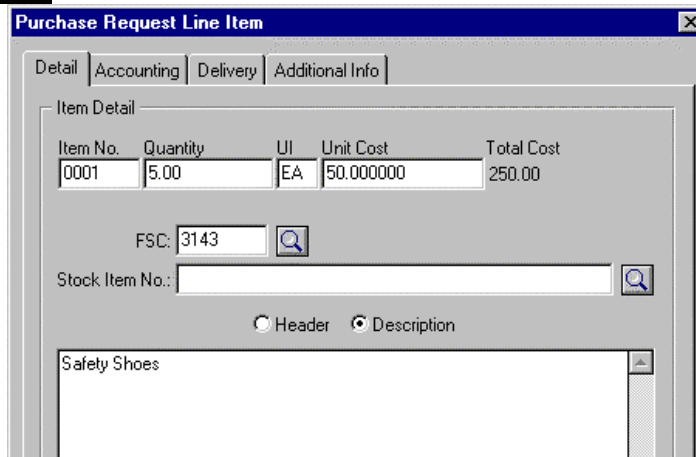 Purchase Request Line Item
Detail Accounting Delivery Additional Info
Item Detail
Item No. Quantity UI Unit Cost Total Cost
0001 5.00 EA 50.000000 250.00
FSC: 3143
Stock Item No.:
Header Description
Safety Shoes